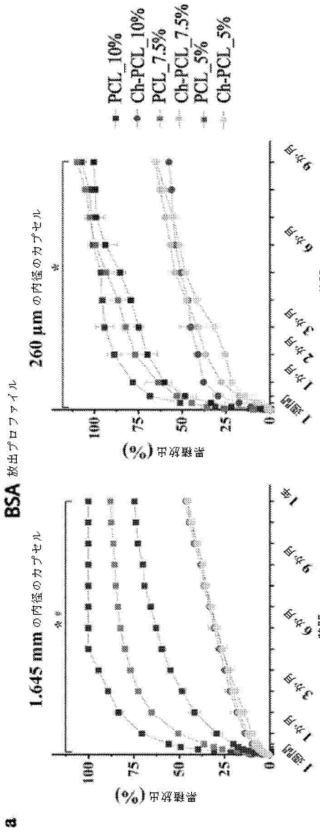 a
BSA 放出プロファイル
1.645 mm の内径のカプセル
**
累積放出 (%)
100
75
50
25
0
1週間
1か月
3か月
6か月
9か月
1年
260 μm の内径のカプセル
*
累積放出 (%)
100
75
50
25
0
1週間
1か月
2か月
3か月
6か月
9か月
PCL_10%
Ch-PCL_10%
PCL_7.5%
Ch-PCL_7.5%
PCL_5%
Ch-PCL_5%